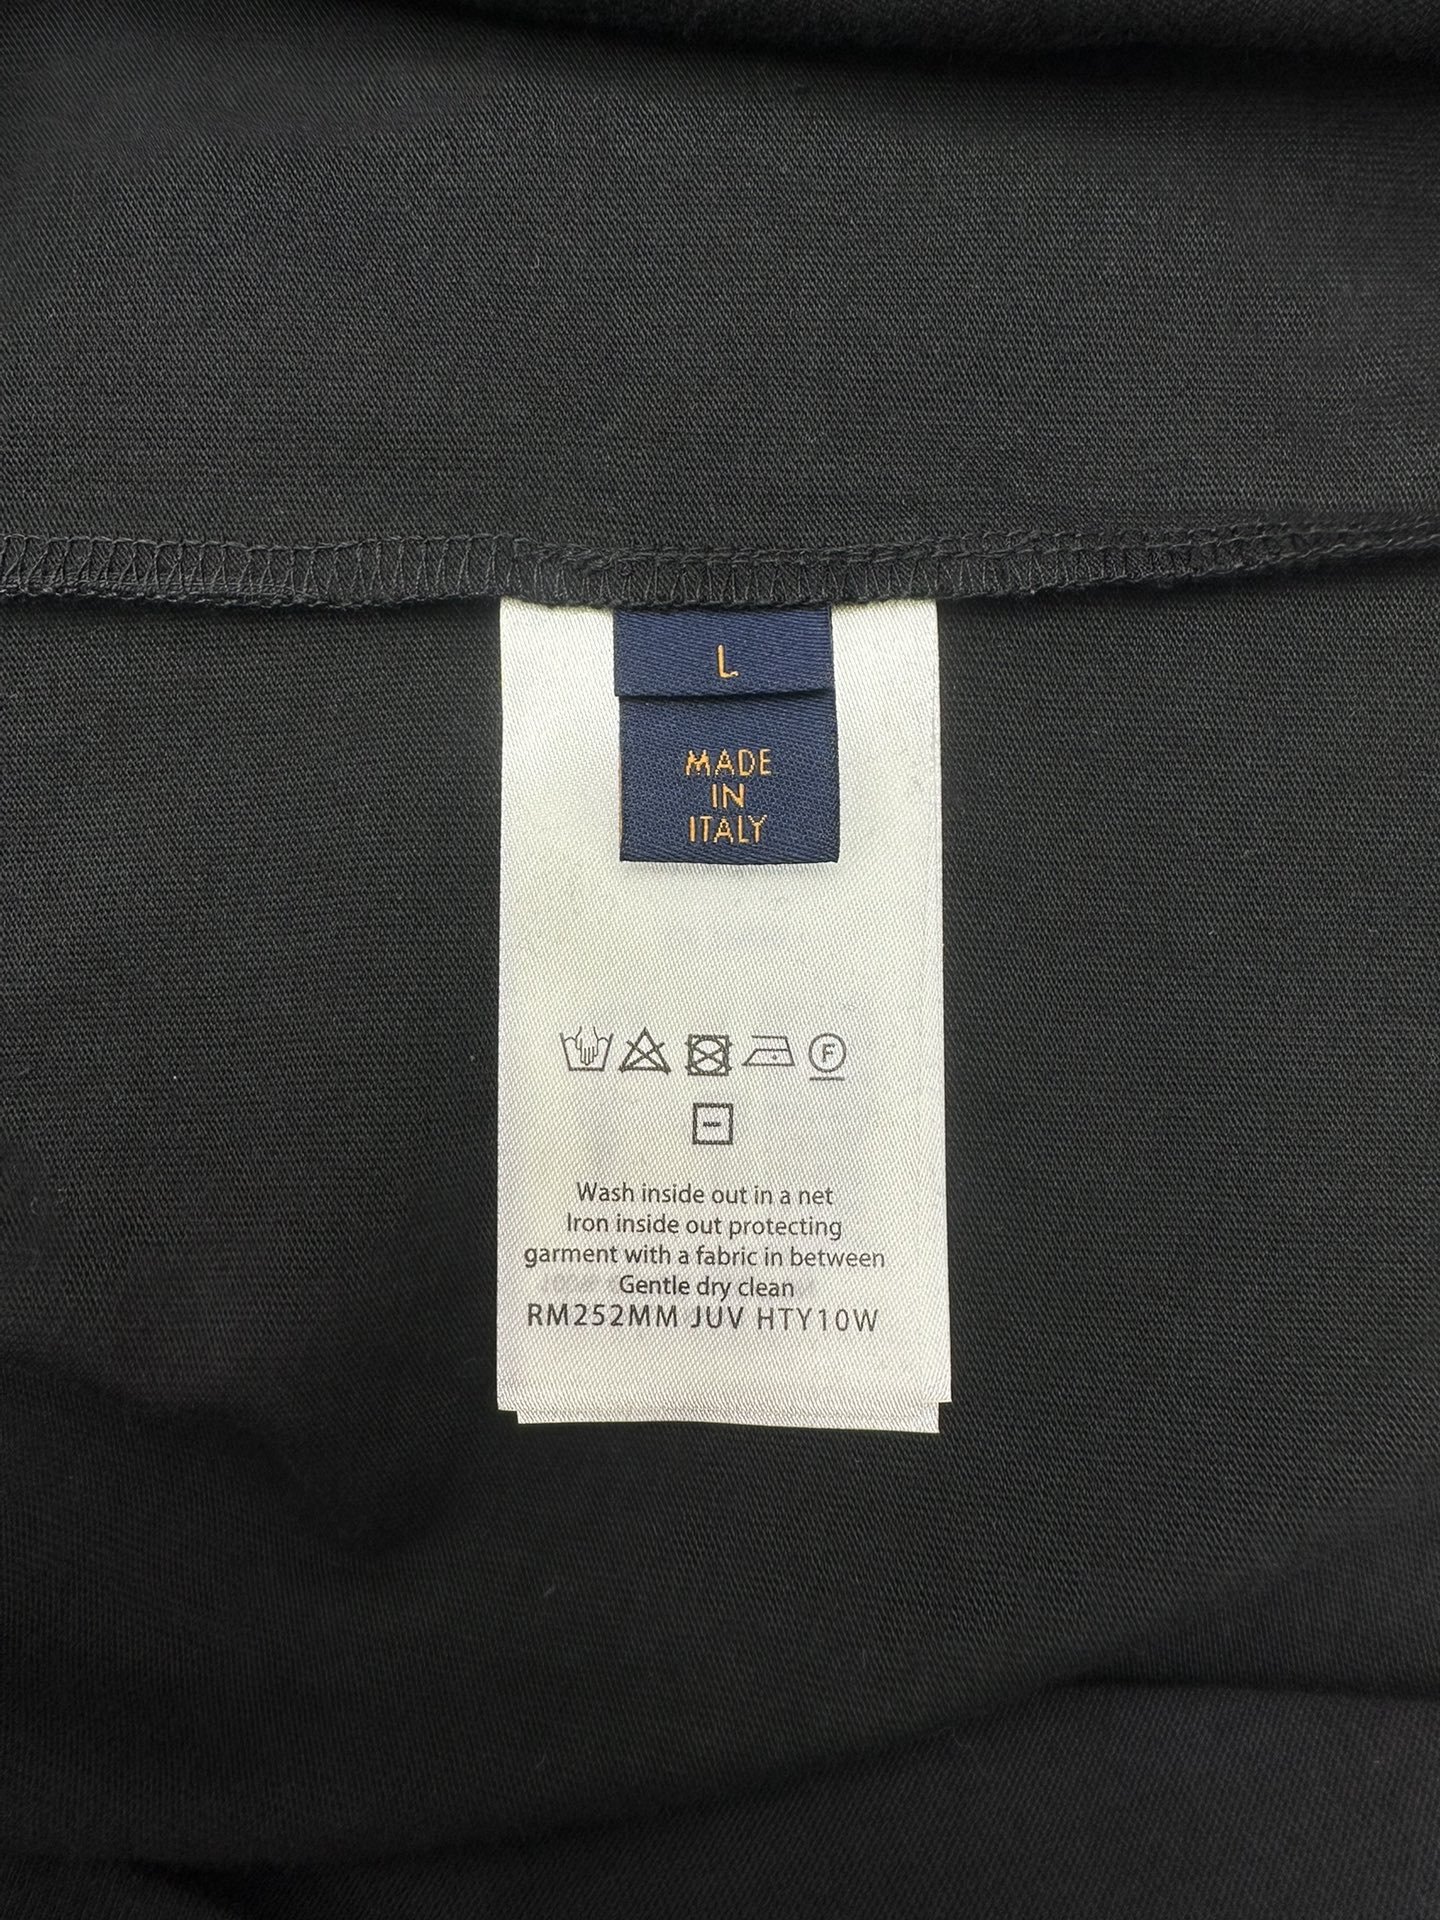 L
MADE
IN
ITALY
F
Wash inside out in a net
Iron inside out protecting
garment with a fabric in between
Gentle dry clean
RM252MM JUV HTY10W